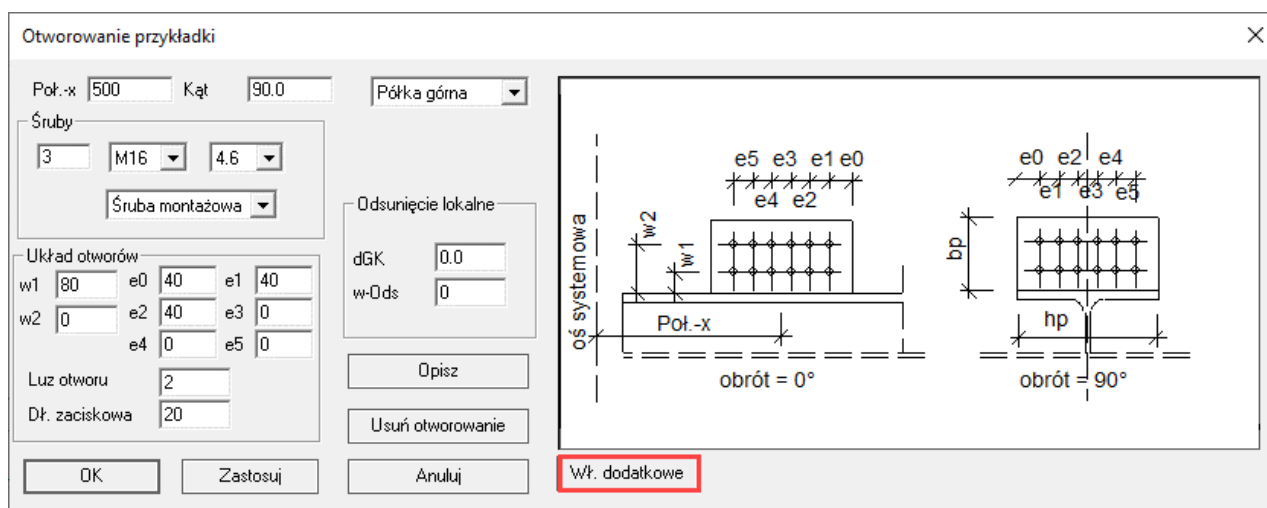 Otworowanie przykładki
Poł.-x 500 Kąt 90.0 Półka górna
Śruby
3 M16 4.6
Śruba montażowa
Układ otworów
w1 80 e0 40 e1 40
w2 0 e2 40 e3 0
e4 0 e5 0
Luz otworu 2
Dł. zaciskowa 20
Odsunięcie lokalne
dGK 0.0
w-Ods 0
Opisz
Usuń otworowanie
OK Zastosuj Anuluj
e5 e3 e1 e0
e4 e2
w2
w1
oś systemowa
Poł.-x
obrót = 0°
e0 e2 e4
e1 e3 e5
bp
hp
obrót = 90°
Wł. dodatkowe